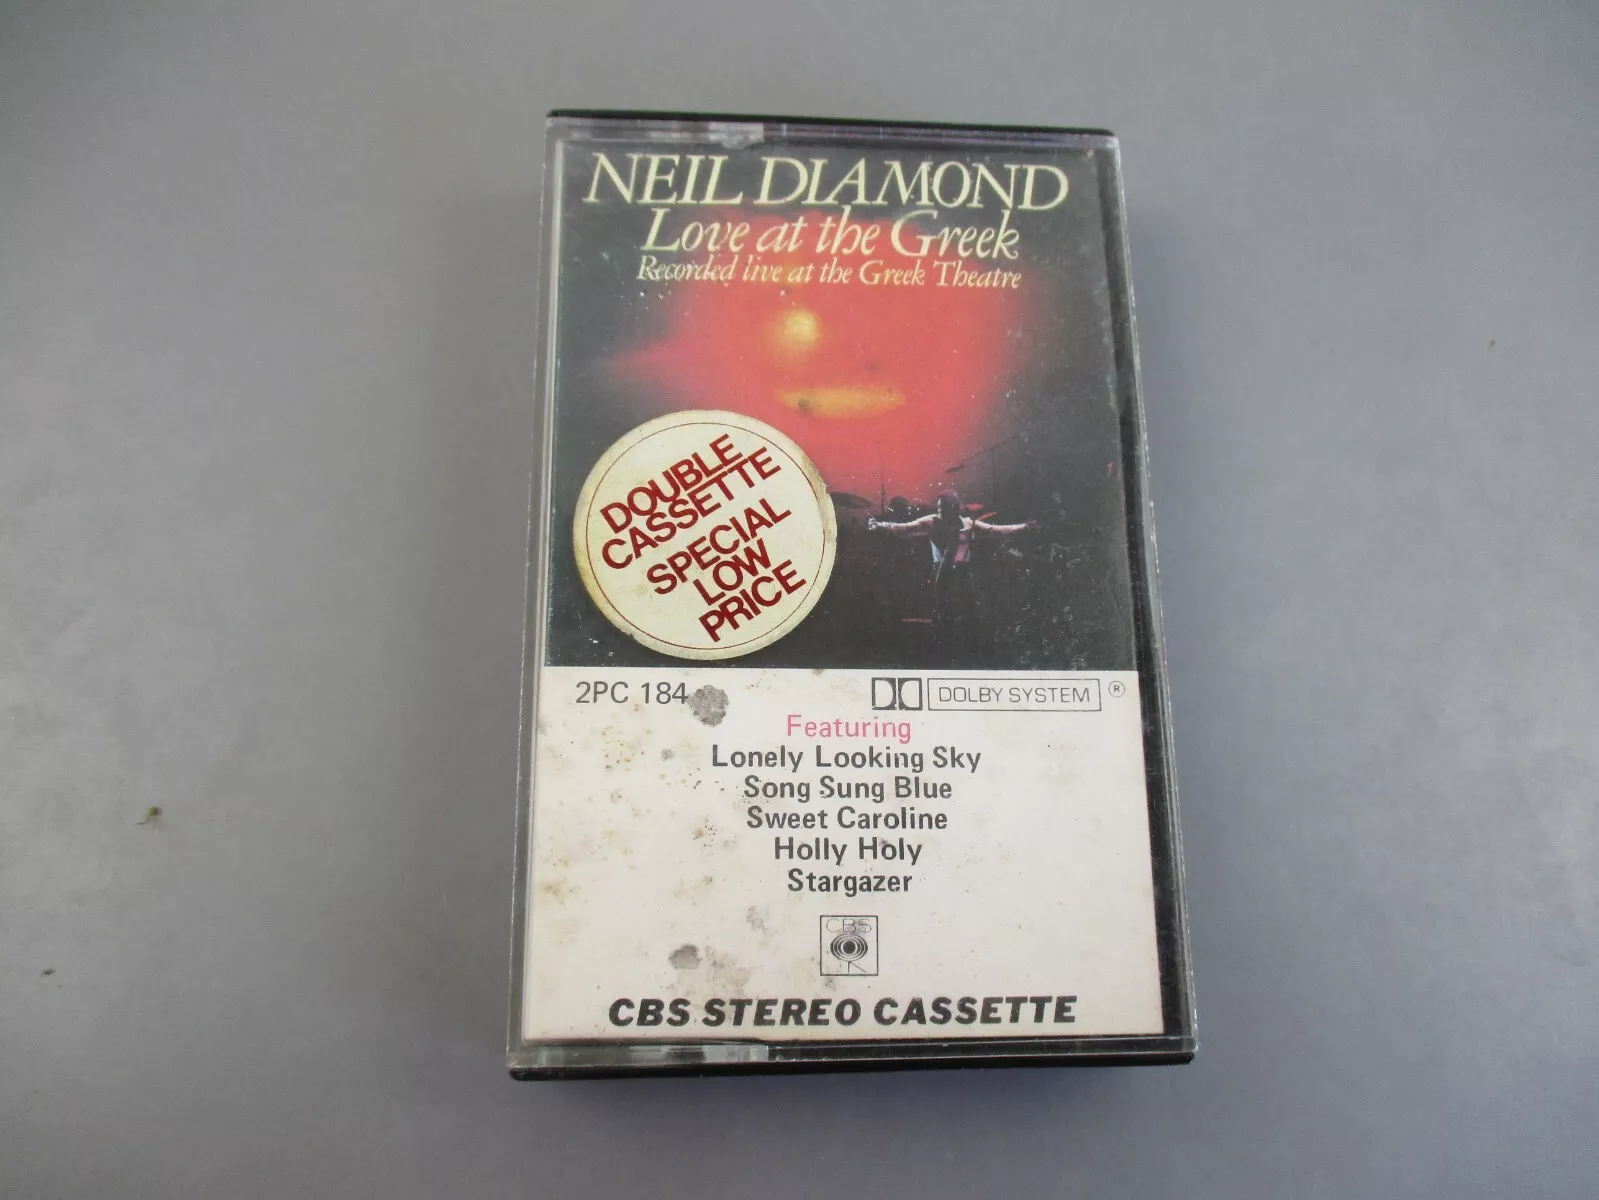 NEIL DIAMOND
Love at the Greek
Recorded live at the Greek Theatre
DOUBLE
CASSETTE
SPECIAL
LOW
PRICE
2PC 184
DOLBY SYSTEM ®
Featuring
Lonely Looking Sky
Song Sung Blue
Sweet Caroline
Holly Holy
Stargazer
CBS
CBS STEREO CASSETTE